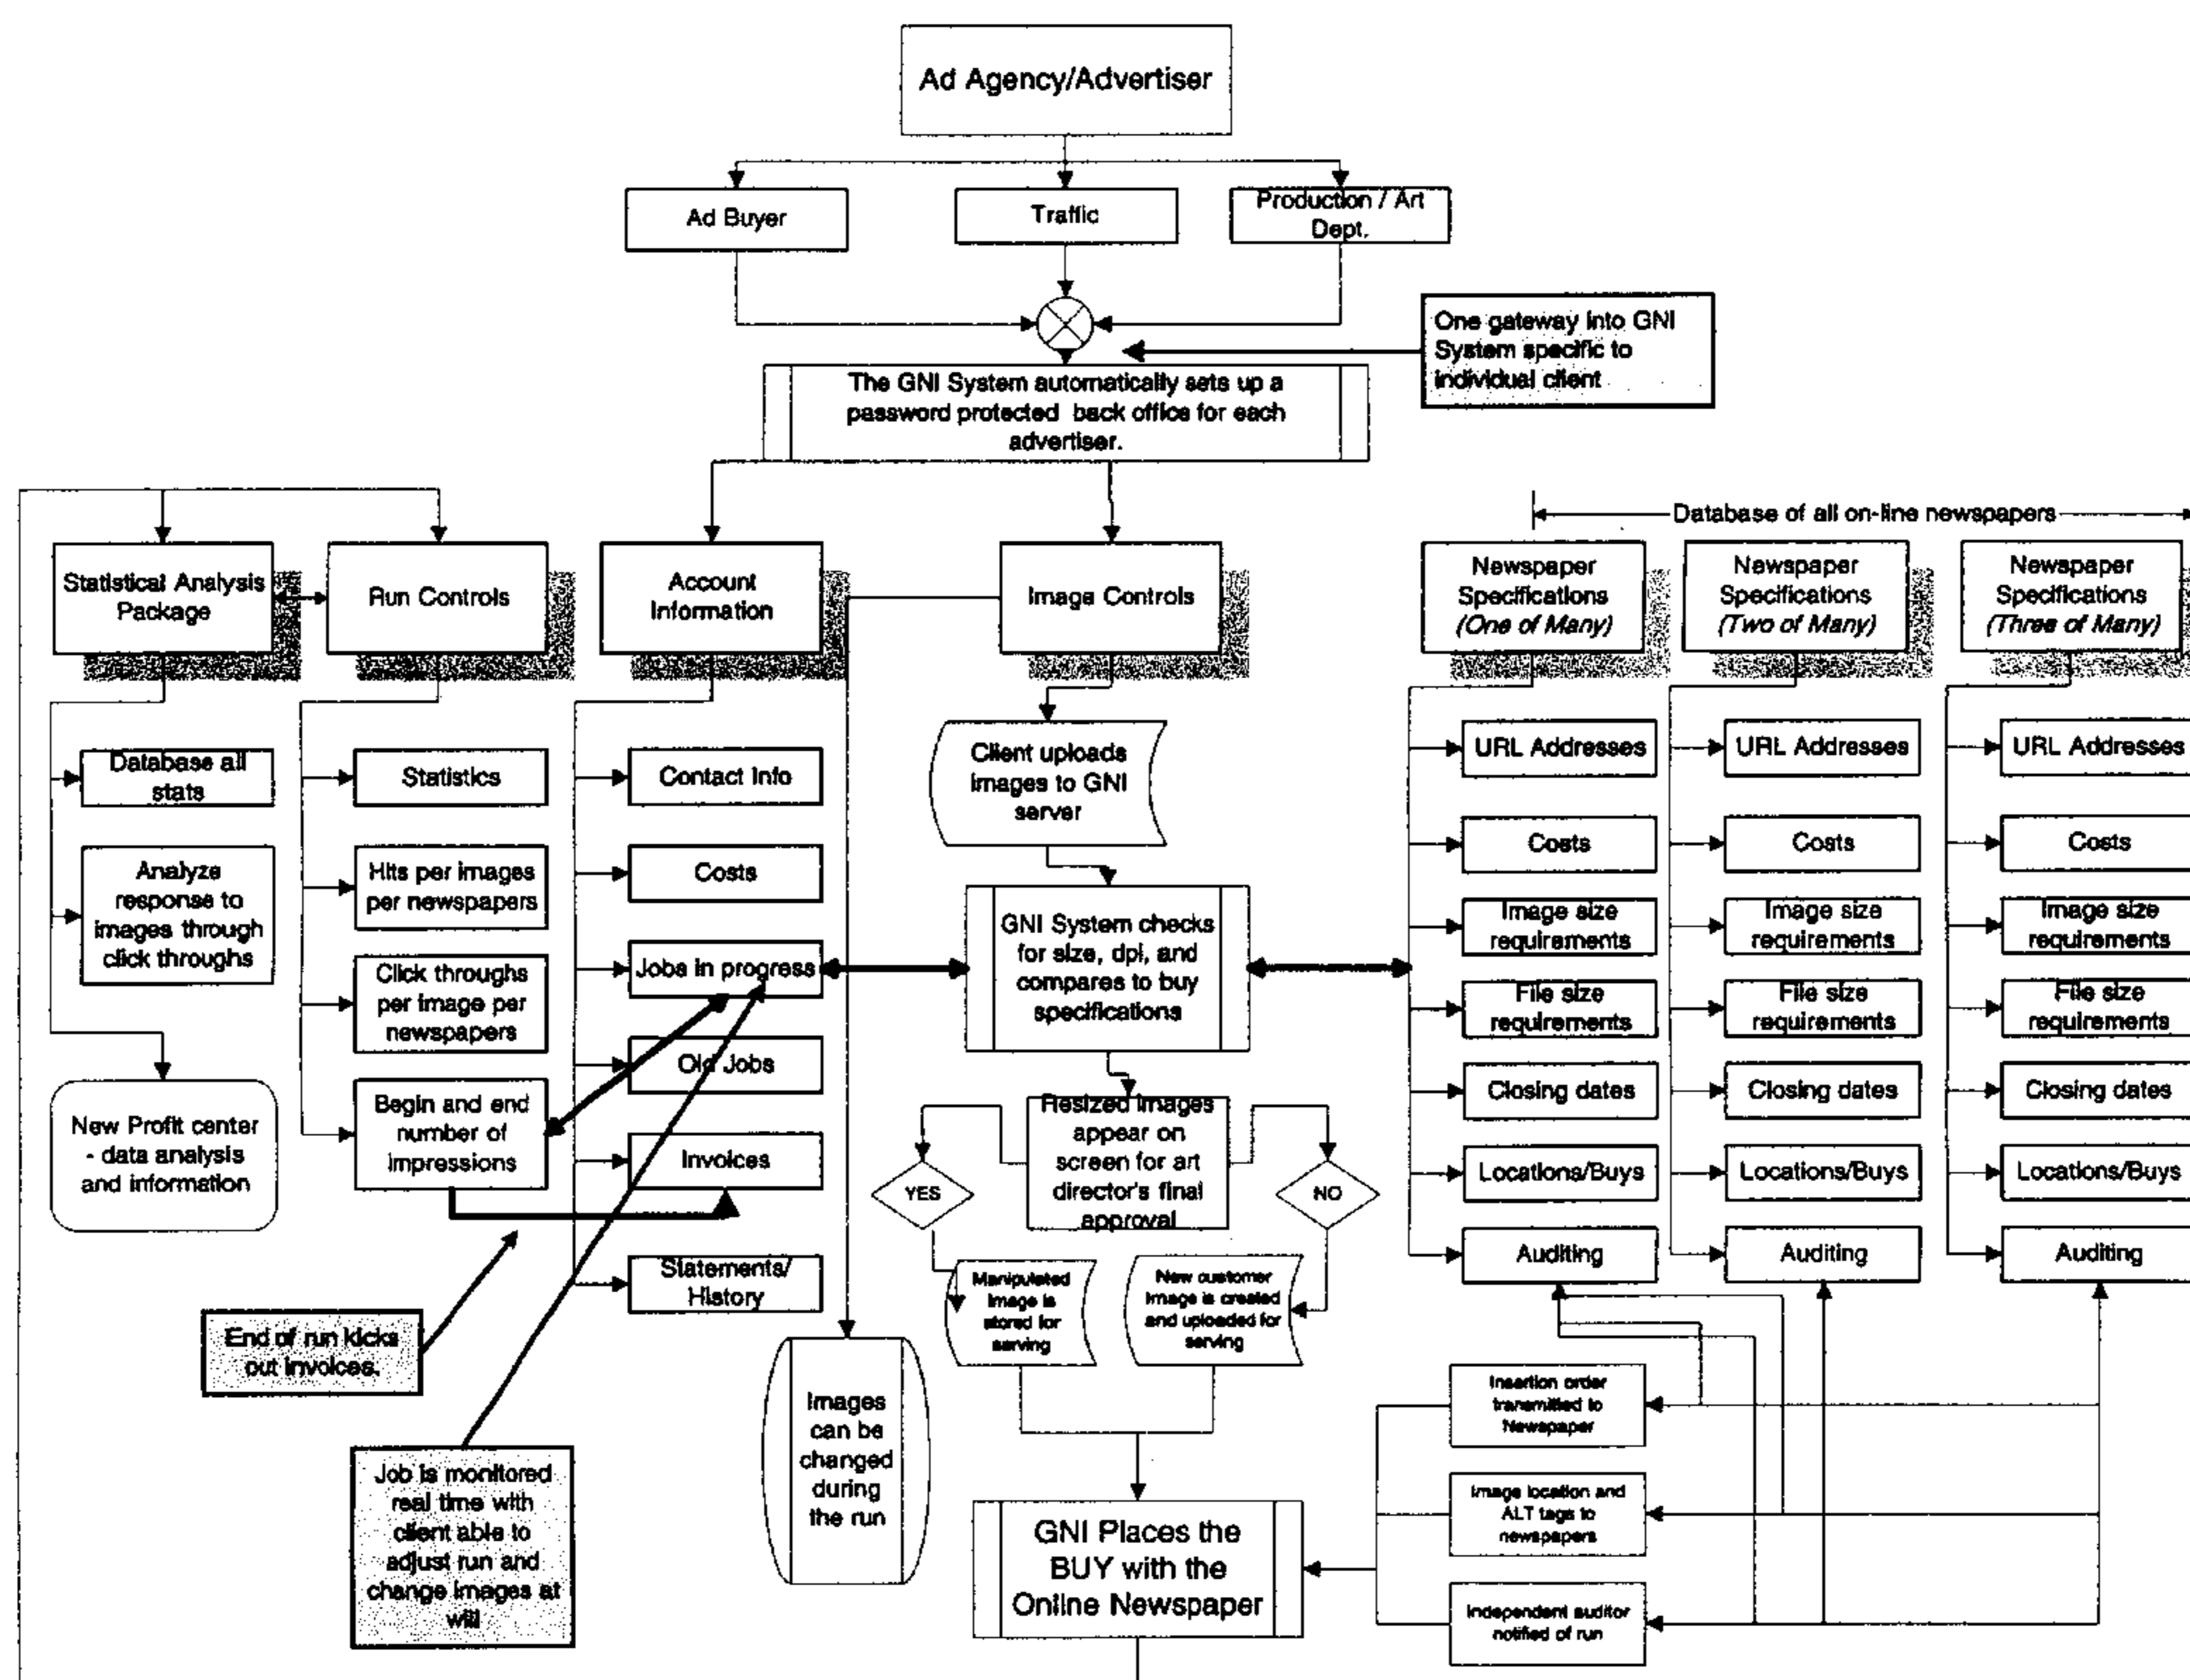 Ad Agency/Advertiser
Ad Buyer
Traffic
Production / Art
Dept.
One gateway into GNI
System specific to
individual client
The GNI System automatically sets up a
password protected back office for each
advertiser.
Database of all on-line newspapers
Statistical Analysis
Package
Run Controls
Account
Information
Image Controls
Newspaper
Specifications
(One of Many)
Newspaper
Specifications
(Two of Many)
Newspaper
Specifications
(Three of Many)
Database all
stats
Analyze
response to
images through
click throughs
New Profit center
- data analysis
and information
Statistics
Hits per images
per newspapers
Click throughs
per image per
newspapers
Begin and end
number of
impressions
Contact Info
Costs
Jobs in progress
Old Jobs
Invoices
Statements/
History
Client uploads
images to GNI
server
GNI System checks
for size, dpi, and
compares to buy
specifications
Resized images
appear on
screen for art
director's final
approval
YES
NO
Manipulated
image is
stored for
serving
New customer
image is created
and uploaded for
serving
URL Addresses
Costs
Image size
requirements
File size
requirements
Closing dates
Locations/Buys
Auditing
URL Addresses
Costs
Image size
requirements
File size
requirements
Closing dates
Locations/Buys
Auditing
URL Addresses
Costs
Image size
requirements
File size
requirements
Closing dates
Locations/Buys
Auditing
End of run kicks
out invoices.
Job is monitored
real time with
client able to
adjust run and
change images at
will
Images
can be
changed
during
the run
GNI Places the
BUY with the
Online Newspaper
Insertion order
transmitted to
Newspaper
Image location and
ALT tags to
newspapers
Independent auditor
notified of run